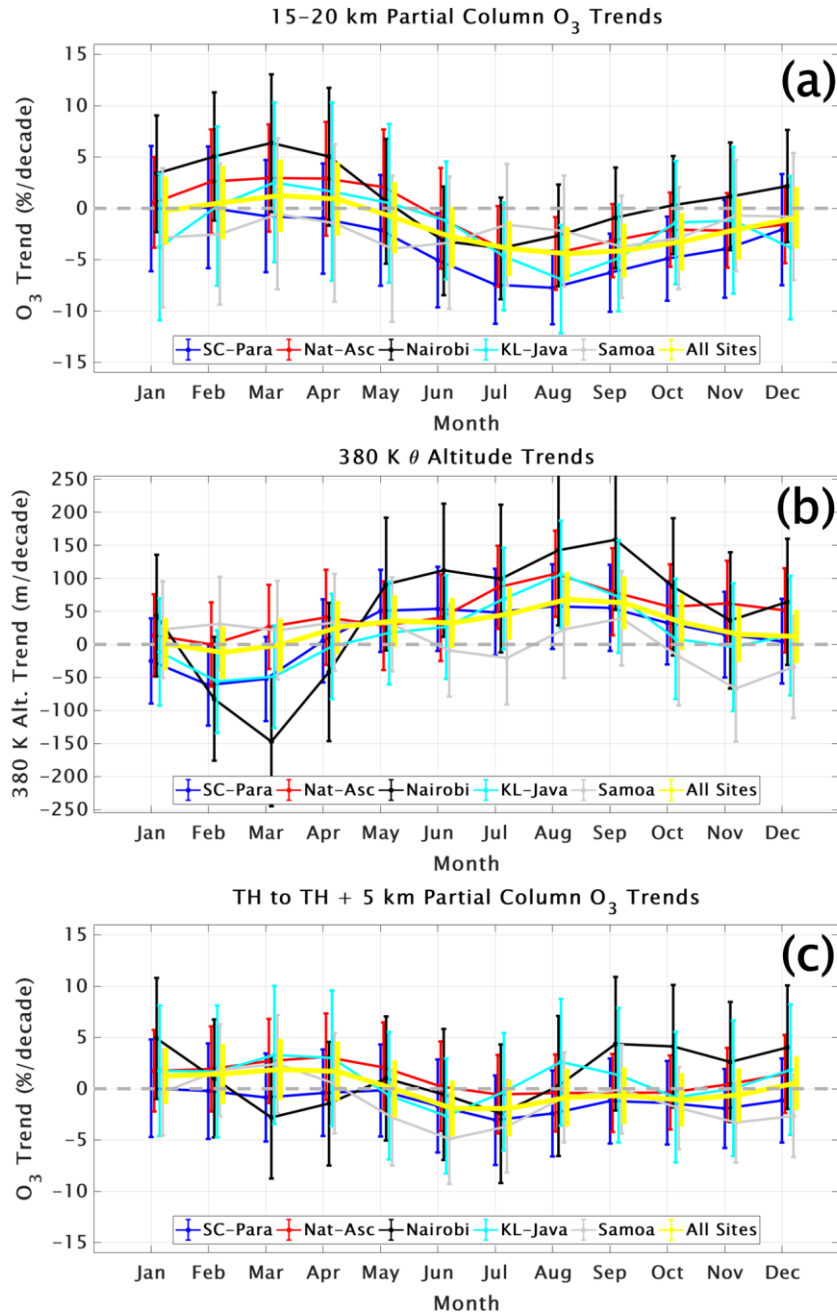 15–20 km Partial Column O3 Trends
(a)
O3 Trend (%/decade)
15
10
5
0
−5
−10
−15
SC-Para Nat-Asc Nairobi KL-Java Samoa All Sites
Jan Feb Mar Apr May Jun Jul Aug Sep Oct Nov Dec
Month
380 K θ Altitude Trends
(b)
380 K Alt. Trend (m/decade)
250
200
150
100
50
0
−50
−100
−150
−200
−250
SC-Para Nat-Asc Nairobi KL-Java Samoa All Sites
Jan Feb Mar Apr May Jun Jul Aug Sep Oct Nov Dec
Month
TH to TH + 5 km Partial Column O3 Trends
(c)
O3 Trend (%/decade)
15
10
5
0
−5
−10
−15
SC-Para Nat-Asc Nairobi KL-Java Samoa All Sites
Jan Feb Mar Apr May Jun Jul Aug Sep Oct Nov Dec
Month